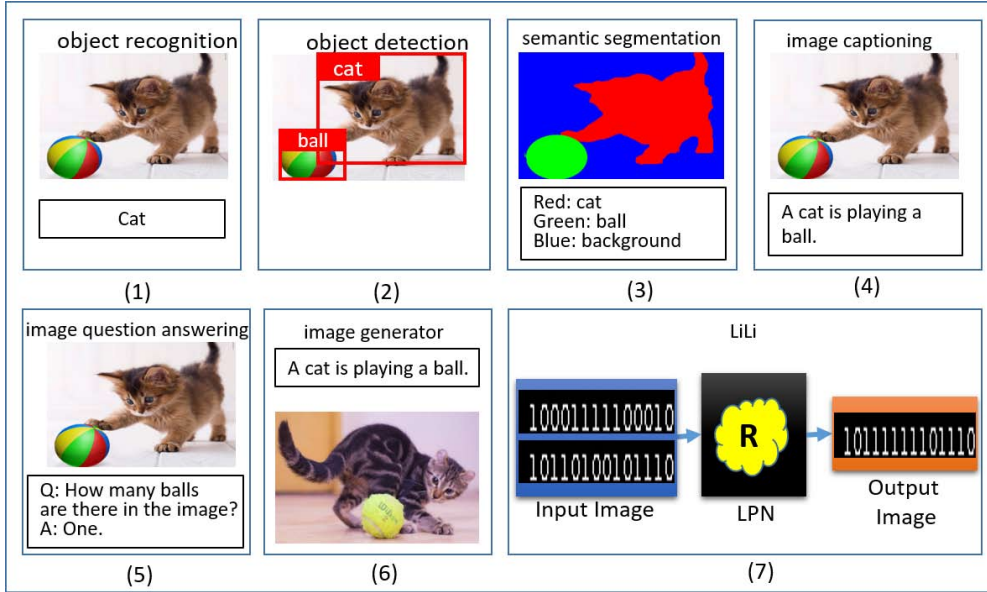 object recognition
Cat
(1)
object detection
cat
ball
(2)
semantic segmentation
Red: cat
Green: ball
Blue: background
(3)
image captioning
A cat is playing a
ball.
(4)
image question answering
Q: How many balls
are there in the image?
A: One.
(5)
image generator
A cat is playing a ball.
(6)
LiLi
10001111100010
10110100101110
Input Image
R
LPN
10111111101110
Output
Image
(7)